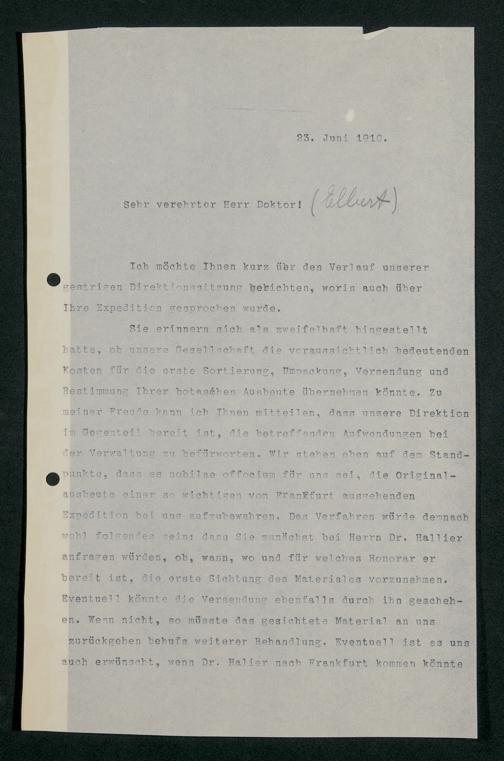 23. Juni 1910.
Sehr verehrter Herr Doktor! (Elbert)
Ich möchte Ihnen kurz über den Verlauf unserer
gestrigen Direktionssitzung berichten, worin auch über
Ihre Expedition gesprochen wurde.
Sie erinnern sich als zweifelhaft hingestellt
hatte, ob unsere Gesellschaft die voraussichtlich bedeutenden
Kosten für die erste Sortierung, Umpackung, Versendung und
Bestimmung Ihrer botaschen Ausbeute übernehmen könnte. Zu
meiner Freude kann ich Ihnen mitteilen, dass unsere Direktion
im Gegenteil bereit ist, die betreffenden Aufwendungen bei
der Verwaltung zu befürworten. Wir stehen eben auf dem Stand-
punkte, dass es nobilae offocium für uns sei, die Original-
ausbeute einer so wichtigen von Frankfurt ausgehenden
Expedition bei uns aufzubewahren. Das Verfahren würde demnach
wohl folgendes sein: dass Sie zunächst bei Herrn Dr. Hallier
anfragen würden, ob, wann, wo und für welches Honorar er
bereit ist, die erste Sichtung des Materiales vorzunehmen.
Eventuell könnte die Versendung ebenfalls durch ihn gescheh-
en. Wenn nicht, so müsste das gesichtete Material an uns
zurückgehen behufs weiterer Behandlung. Eventuell ist es uns
auch erwünscht, wenn Dr. Halier nach Frankfurt kommen könnte